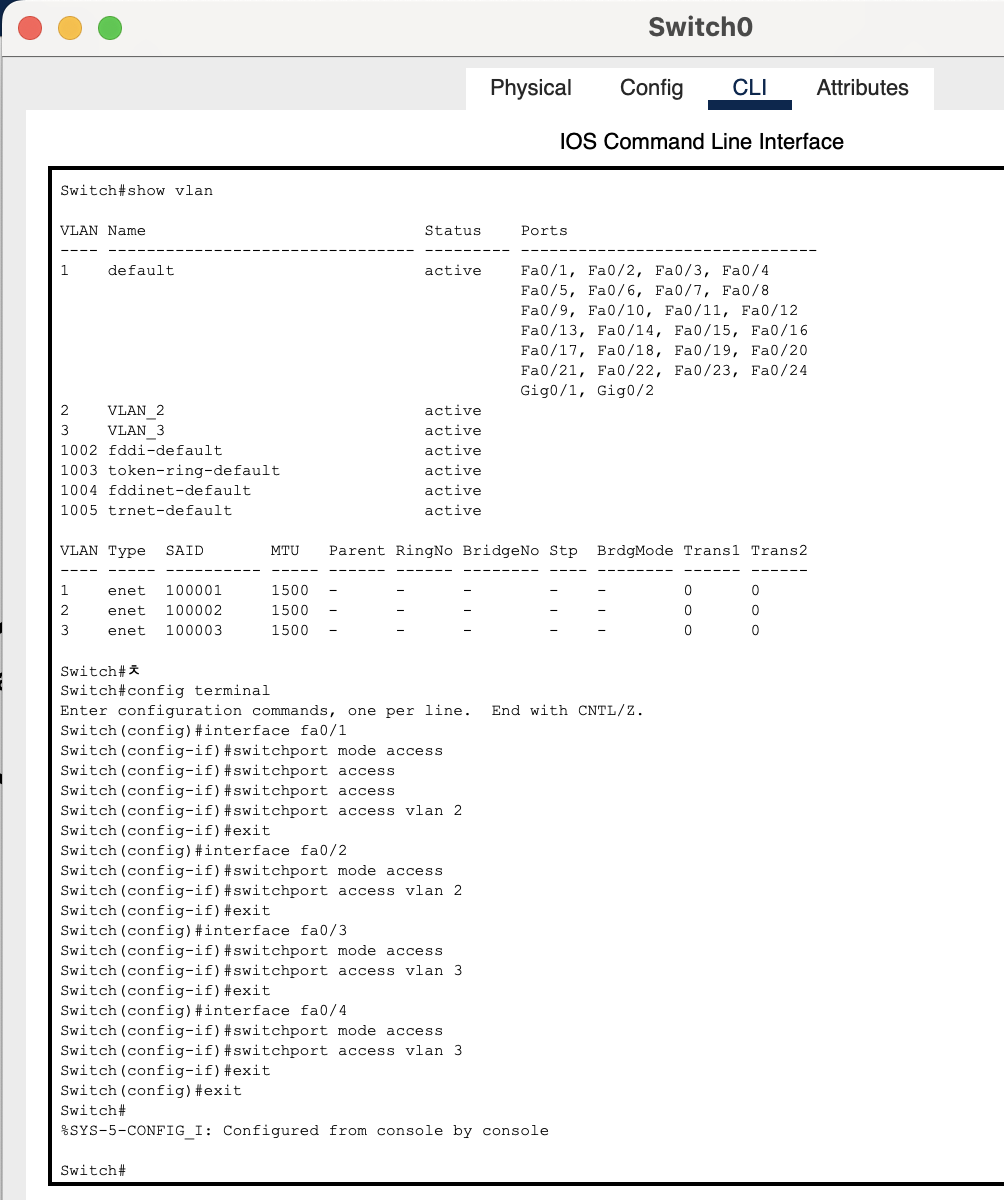 Switch0
Physical Config CLI Attributes
IOS Command Line Interface
Switch#show vlan
VLAN Name                             Status    Ports
---- -------------------------------- --------- -------------------------------
1    default                          active    Fa0/1, Fa0/2, Fa0/3, Fa0/4
                                                Fa0/5, Fa0/6, Fa0/7, Fa0/8
                                                Fa0/9, Fa0/10, Fa0/11, Fa0/12
                                                Fa0/13, Fa0/14, Fa0/15, Fa0/16
                                                Fa0/17, Fa0/18, Fa0/19, Fa0/20
                                                Fa0/21, Fa0/22, Fa0/23, Fa0/24
                                                Gig0/1, Gig0/2
2    VLAN_2                           active
3    VLAN_3                           active
1002 fddi-default                     active
1003 token-ring-default               active
1004 fddinet-default                  active
1005 trnet-default                    active
VLAN Type  SAID       MTU   Parent RingNo BridgeNo Stp  BrdgMode Trans1 Trans2
---- ----- ---------- ----- ------ ------ -------- ---- -------- ------ ------
1    enet  100001     1500  -      -      -        -    -        0      0
2    enet  100002     1500  -      -      -        -    -        0      0
3    enet  100003     1500  -      -      -        -    -        0      0
Switch#ㅊ
Switch#config terminal
Enter configuration commands, one per line.  End with CNTL/Z.
Switch(config)#interface fa0/1
Switch(config-if)#switchport mode access
Switch(config-if)#switchport access
Switch(config-if)#switchport access
Switch(config-if)#switchport access vlan 2
Switch(config-if)#exit
Switch(config)#interface fa0/2
Switch(config-if)#switchport mode access
Switch(config-if)#switchport access vlan 2
Switch(config-if)#exit
Switch(config)#interface fa0/3
Switch(config-if)#switchport mode access
Switch(config-if)#switchport access vlan 3
Switch(config-if)#exit
Switch(config)#interface fa0/4
Switch(config-if)#switchport mode access
Switch(config-if)#switchport access vlan 3
Switch(config-if)#exit
Switch(config)#exit
Switch#
%SYS-5-CONFIG_I: Configured from console by console
Switch#